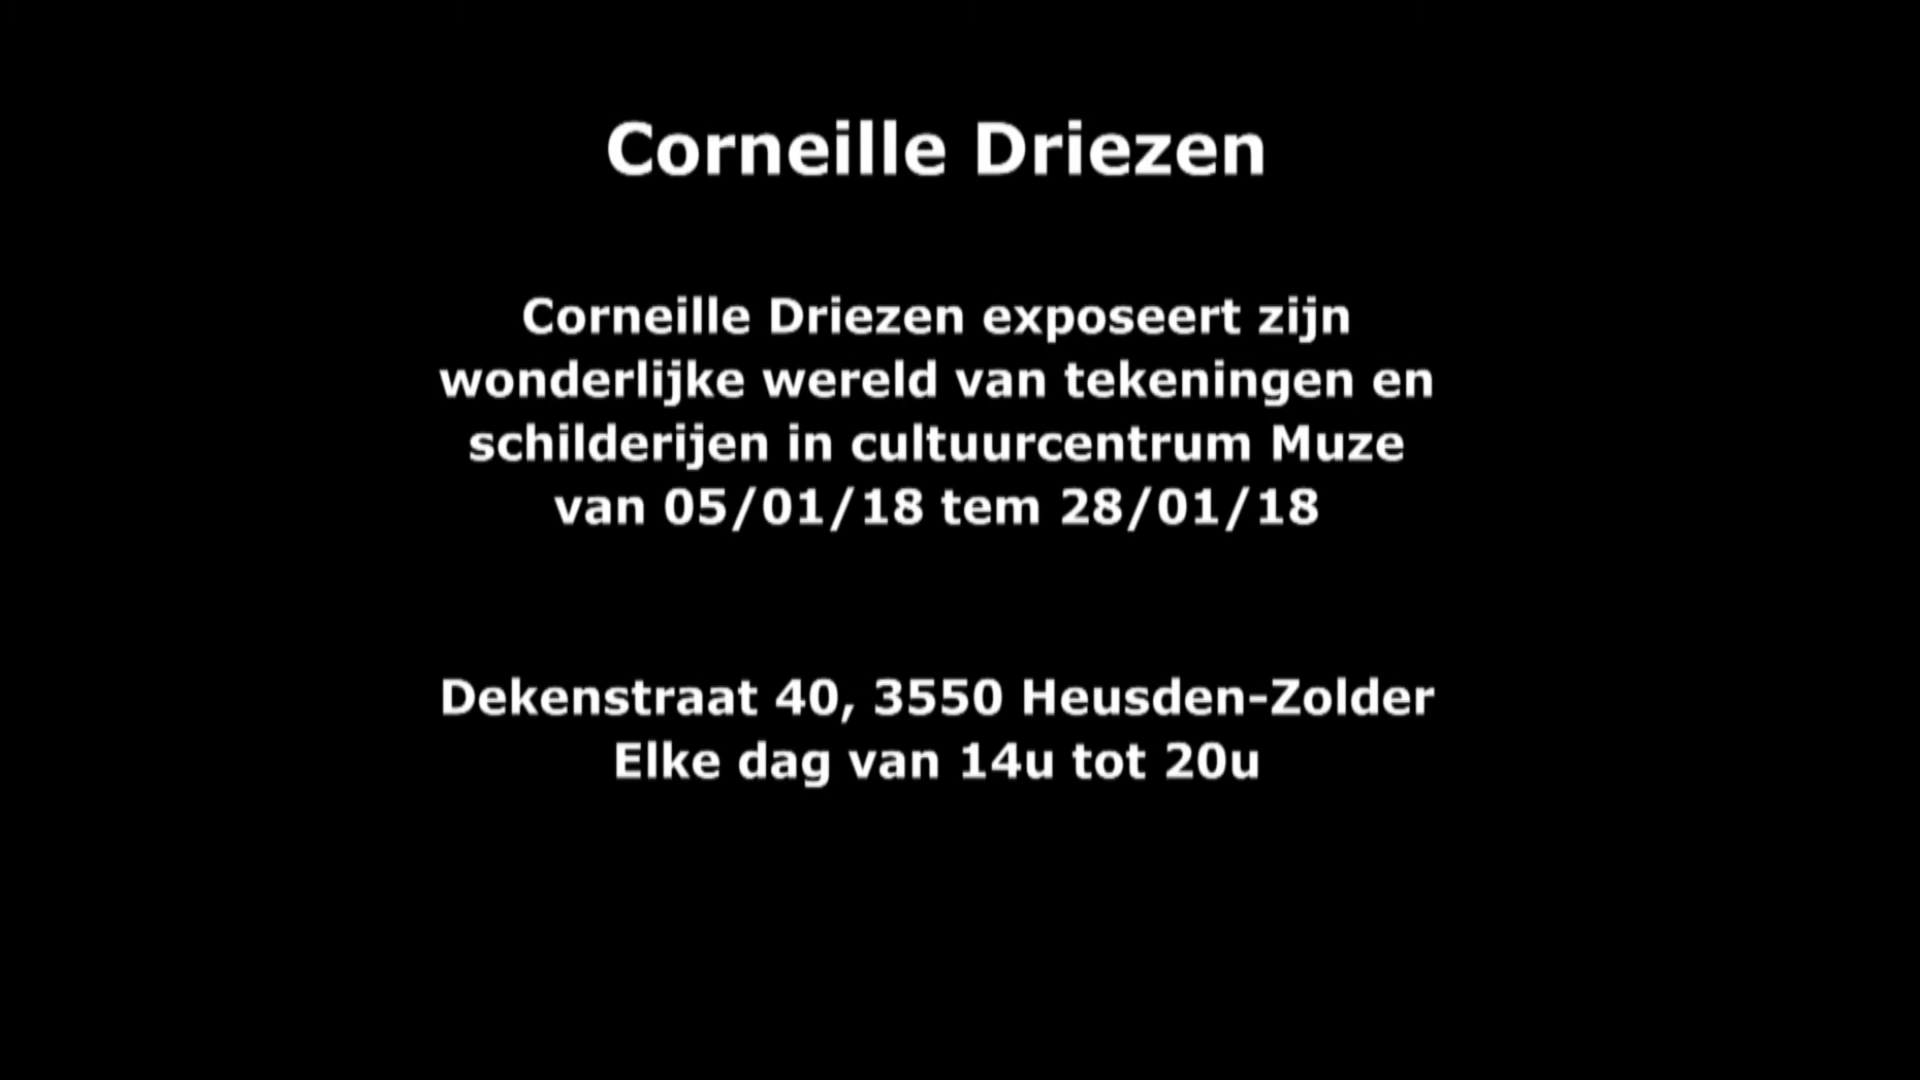 Corneille Driezen
Corneille Driezen exposeert zijn
wonderlijke wereld van tekeningen en
schilderijen in cultuurcentrum Muze
van 05/01/18 tem 28/01/18
Dekenstraat 40, 3550 Heusden-Zolder
Elke dag van 14u tot 20u